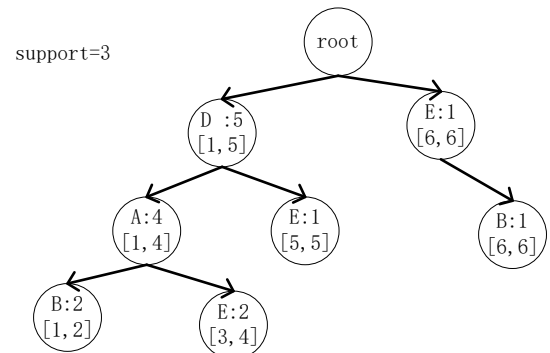 root
support=3
D :5
[1,5]
E:1
[6,6]
A:4
[1,4]
E:1
[5,5]
B:1
[6,6]
B:2
[1,2]
E:2
[3,4]